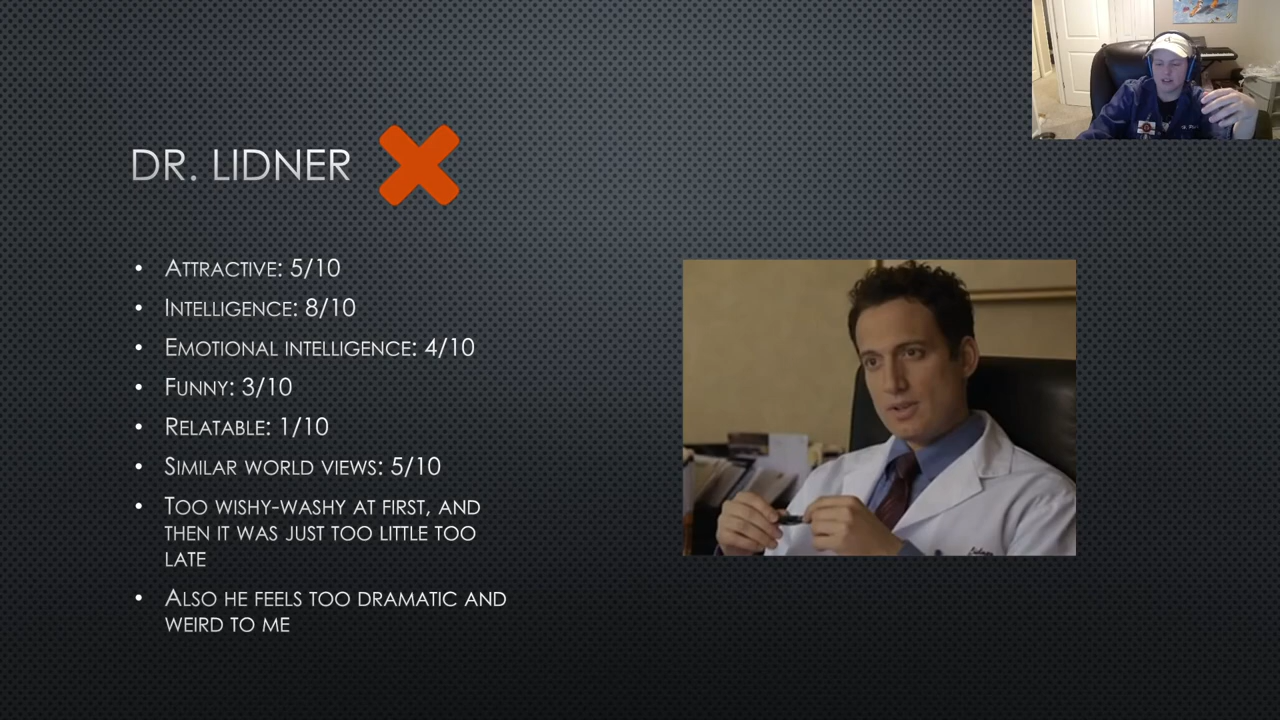 DR. LIDNER
• ATTRACTIVE: 5/10
• INTELLIGENCE: 8/10
• EMOTIONAL INTELLIGENCE: 4/10
• FUNNY: 3/10
• RELATABLE: 1/10
• SIMILAR WORLD VIEWS: 5/10
• TOO WISHY-WASHY AT FIRST, AND
THEN IT WAS JUST TOO LITTLE TOO
LATE
• ALSO HE FEELS TOO DRAMATIC AND
WEIRD TO ME